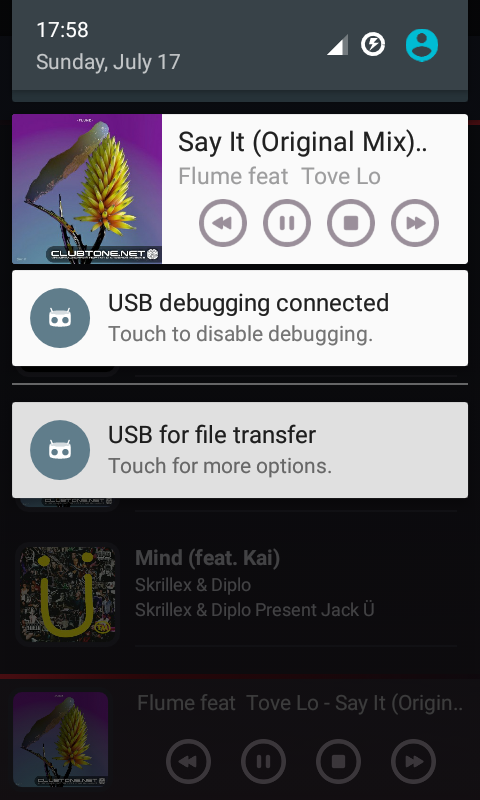 17:58
Sunday, July 17
-FLUME-
Say It (Original Mix)..
Flume feat  Tove Lo
CLUBTONE.NET
USB debugging connected
Touch to disable debugging.
USB for file transfer
Touch for more options.
CLUBTONE.NET
Mind (feat. Kai)
Skrillex & Diplo
Skrillex & Diplo Present Jack Ü
Flume feat  Tove Lo - Say It (Origin..
CLUBTONE.NET